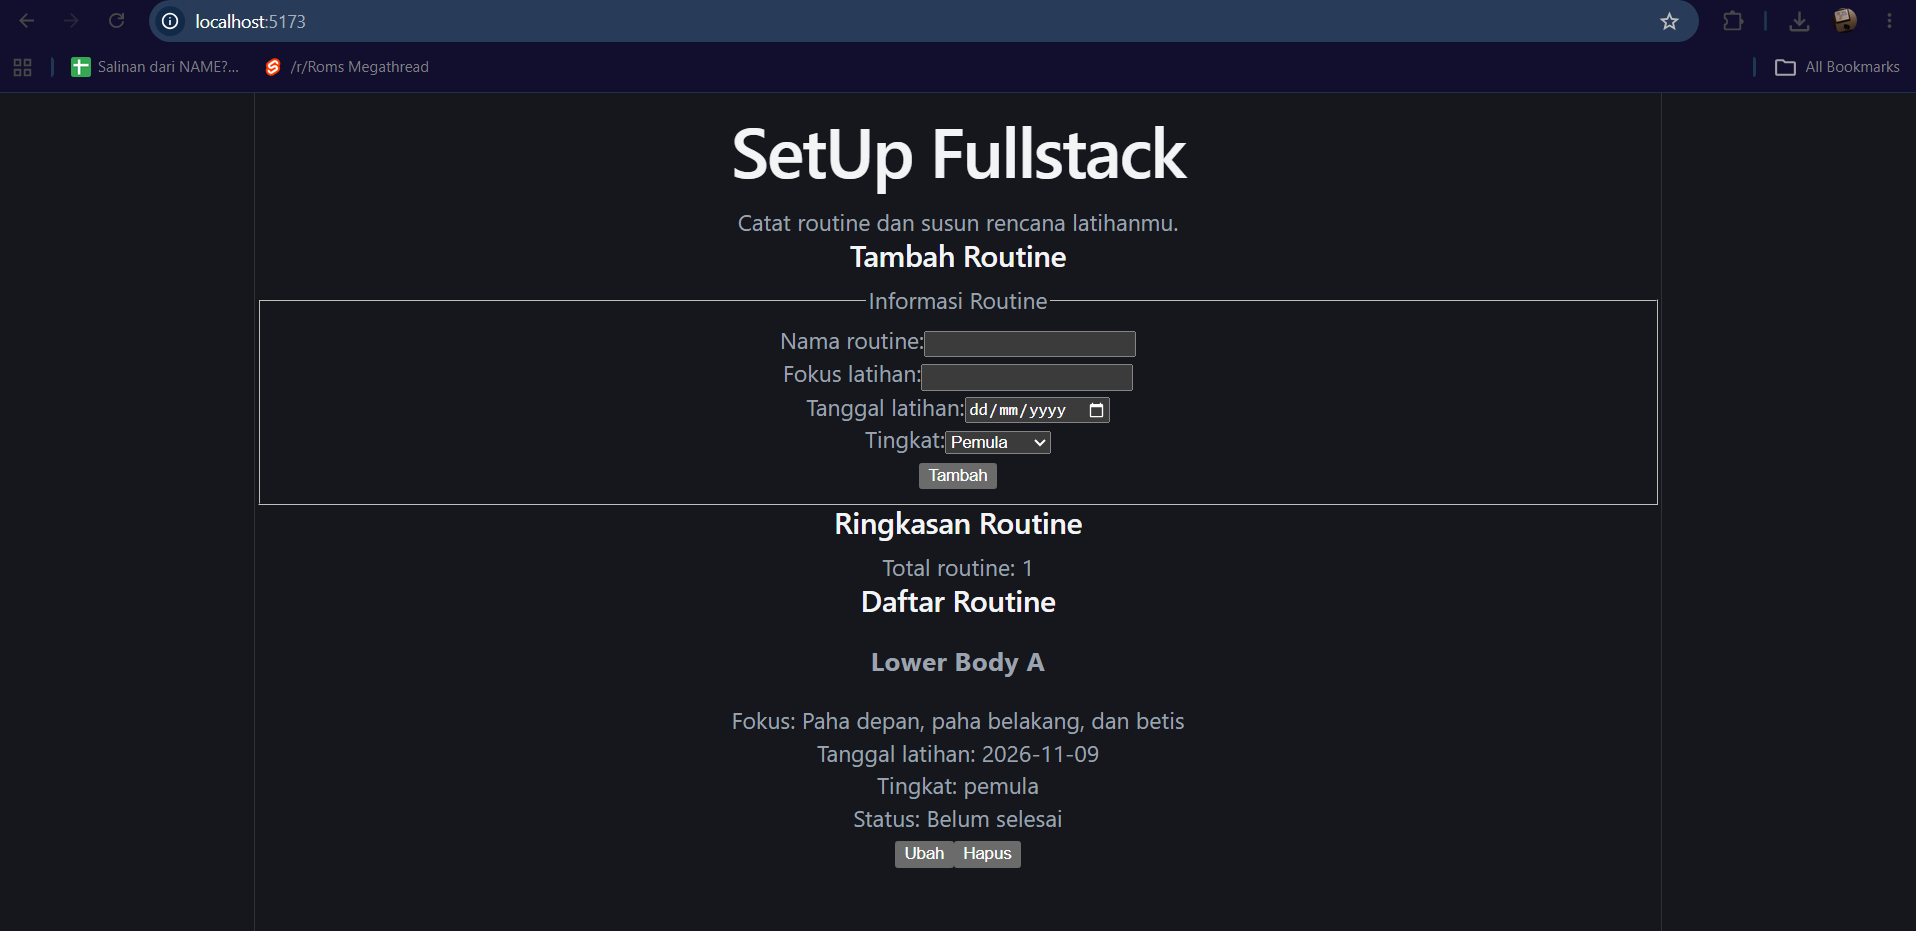 localhost:5173
Salinan dari NAME?...
/r/Roms Megathread
All Bookmarks
SetUp Fullstack
Catat routine dan susun rencana latihanmu.
Tambah Routine
Informasi Routine
Nama routine:
Fokus latihan:
Tanggal latihan: dd/mm/yyyy
Tingkat: Pemula
Tambah
Ringkasan Routine
Total routine: 1
Daftar Routine
Lower Body A
Fokus: Paha depan, paha belakang, dan betis
Tanggal latihan: 2026-11-09
Tingkat: pemula
Status: Belum selesai
Ubah Hapus